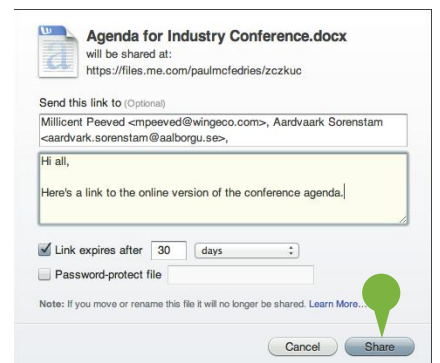 Agenda for Industry Conference.docx
will be shared at:
https://files.me.com/paulmcfedries/zczkuc
Send this link to (Optional)
Millicent Peeved <mpeeved@wingeco.com>, Aardvaark Sorenstam
<aardvark.sorenstam@aalborgu.se>,
Hi all,
Here's a link to the online version of the conference agenda.
Link expires after 30 days
Password-protect file
Note: If you move or rename this file it will no longer be shared. Learn More...
Cancel Share